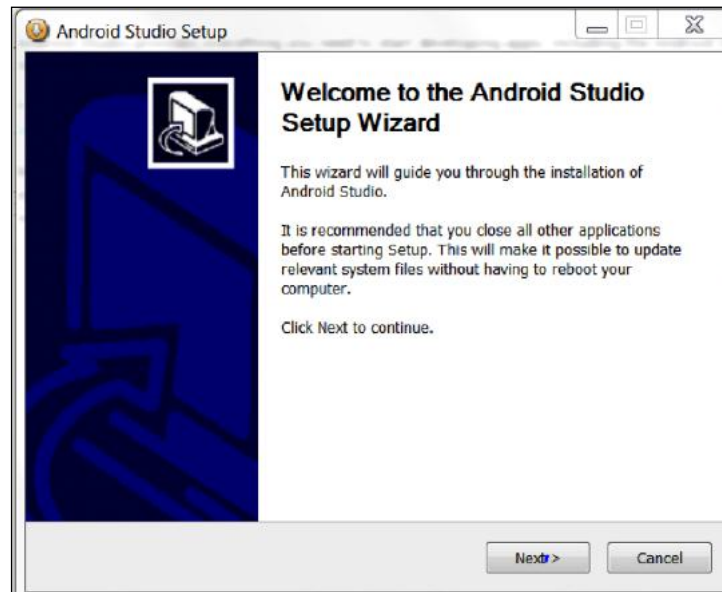 Android Studio Setup
Welcome to the Android Studio
Setup Wizard
This wizard will guide you through the installation of
Android Studio.
It is recommended that you close all other applications
before starting Setup. This will make it possible to update
relevant system files without having to reboot your
computer.
Click Next to continue.
Next >
Cancel